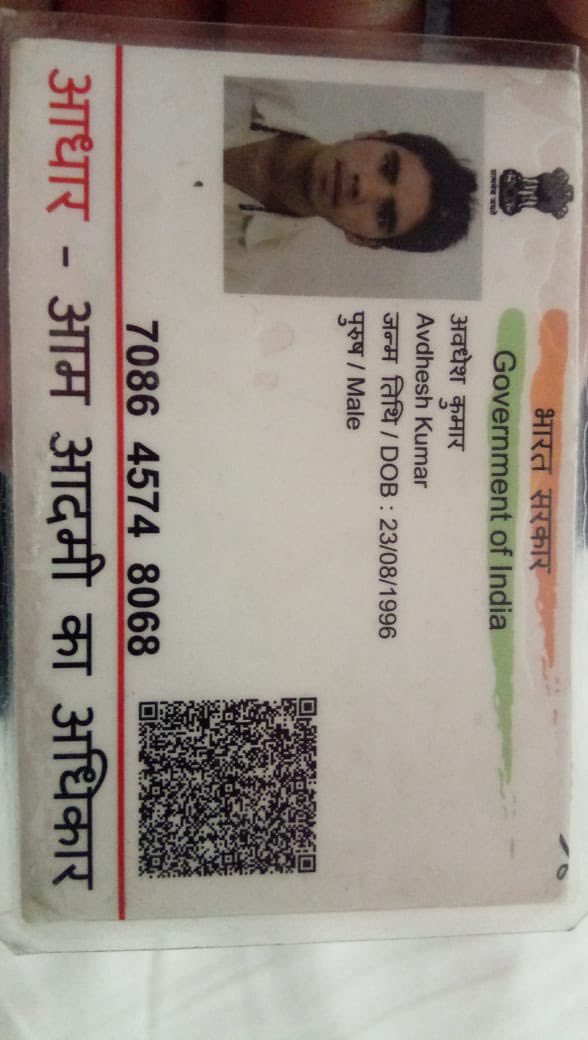 भारत सरकार
Government of India
सत्यमेव जयते
अवधेश कुमार
Avdhesh Kumar
जन्म तिथि / DOB : 23/08/1996
पुरुष / Male
7086 4574 8068
आधार - आम आदमी का अधिकार